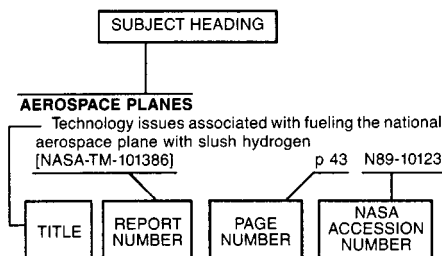 SUBJECT HEADING
AEROSPACE PLANES
Technology issues associated with fueling the national
aerospace plane with slush hydrogen
[NASA-TM-101386] p 43 N89-10123
TITLE
REPORT
NUMBER
PAGE
NUMBER
NASA
ACCESSION
NUMBER